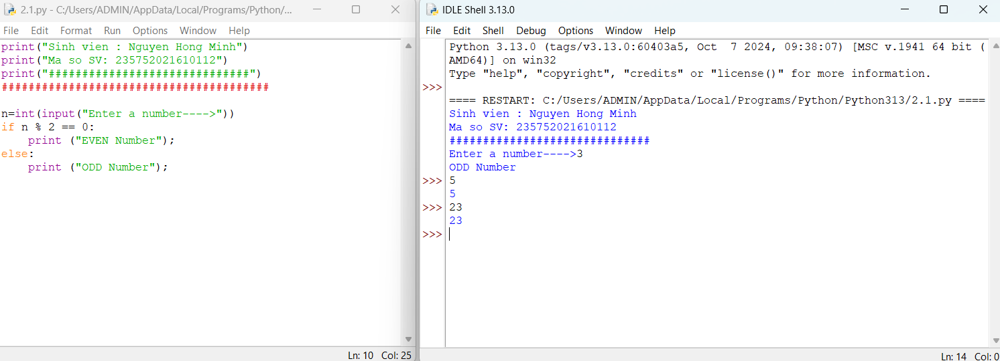 2.1.py - C:/Users/ADMIN/AppData/Local/Programs/Python/...
File Edit Format Run Options Window Help
print("Sinh vien : Nguyen Hong Minh")
print("Ma so SV: 235752021610112")
print("##############################")
########################################
n=int(input("Enter a number---->"))
if n % 2 == 0:
    print ("EVEN Number");
else:
    print ("ODD Number");
Ln: 10 Col: 25
IDLE Shell 3.13.0
File Edit Shell Debug Options Window Help
Python 3.13.0 (tags/v3.13.0:60403a5, Oct  7 2024, 09:38:07) [MSC v.1941 64 bit (
AMD64)] on win32
Type "help", "copyright", "credits" or "license()" for more information.
>>>
==== RESTART: C:/Users/ADMIN/AppData/Local/Programs/Python/Python313/2.1.py ====
Sinh vien : Nguyen Hong Minh
Ma so SV: 235752021610112
##############################
Enter a number---->3
ODD Number
>>> 5
5
>>> 23
23
>>>
Ln: 14 Col: 0